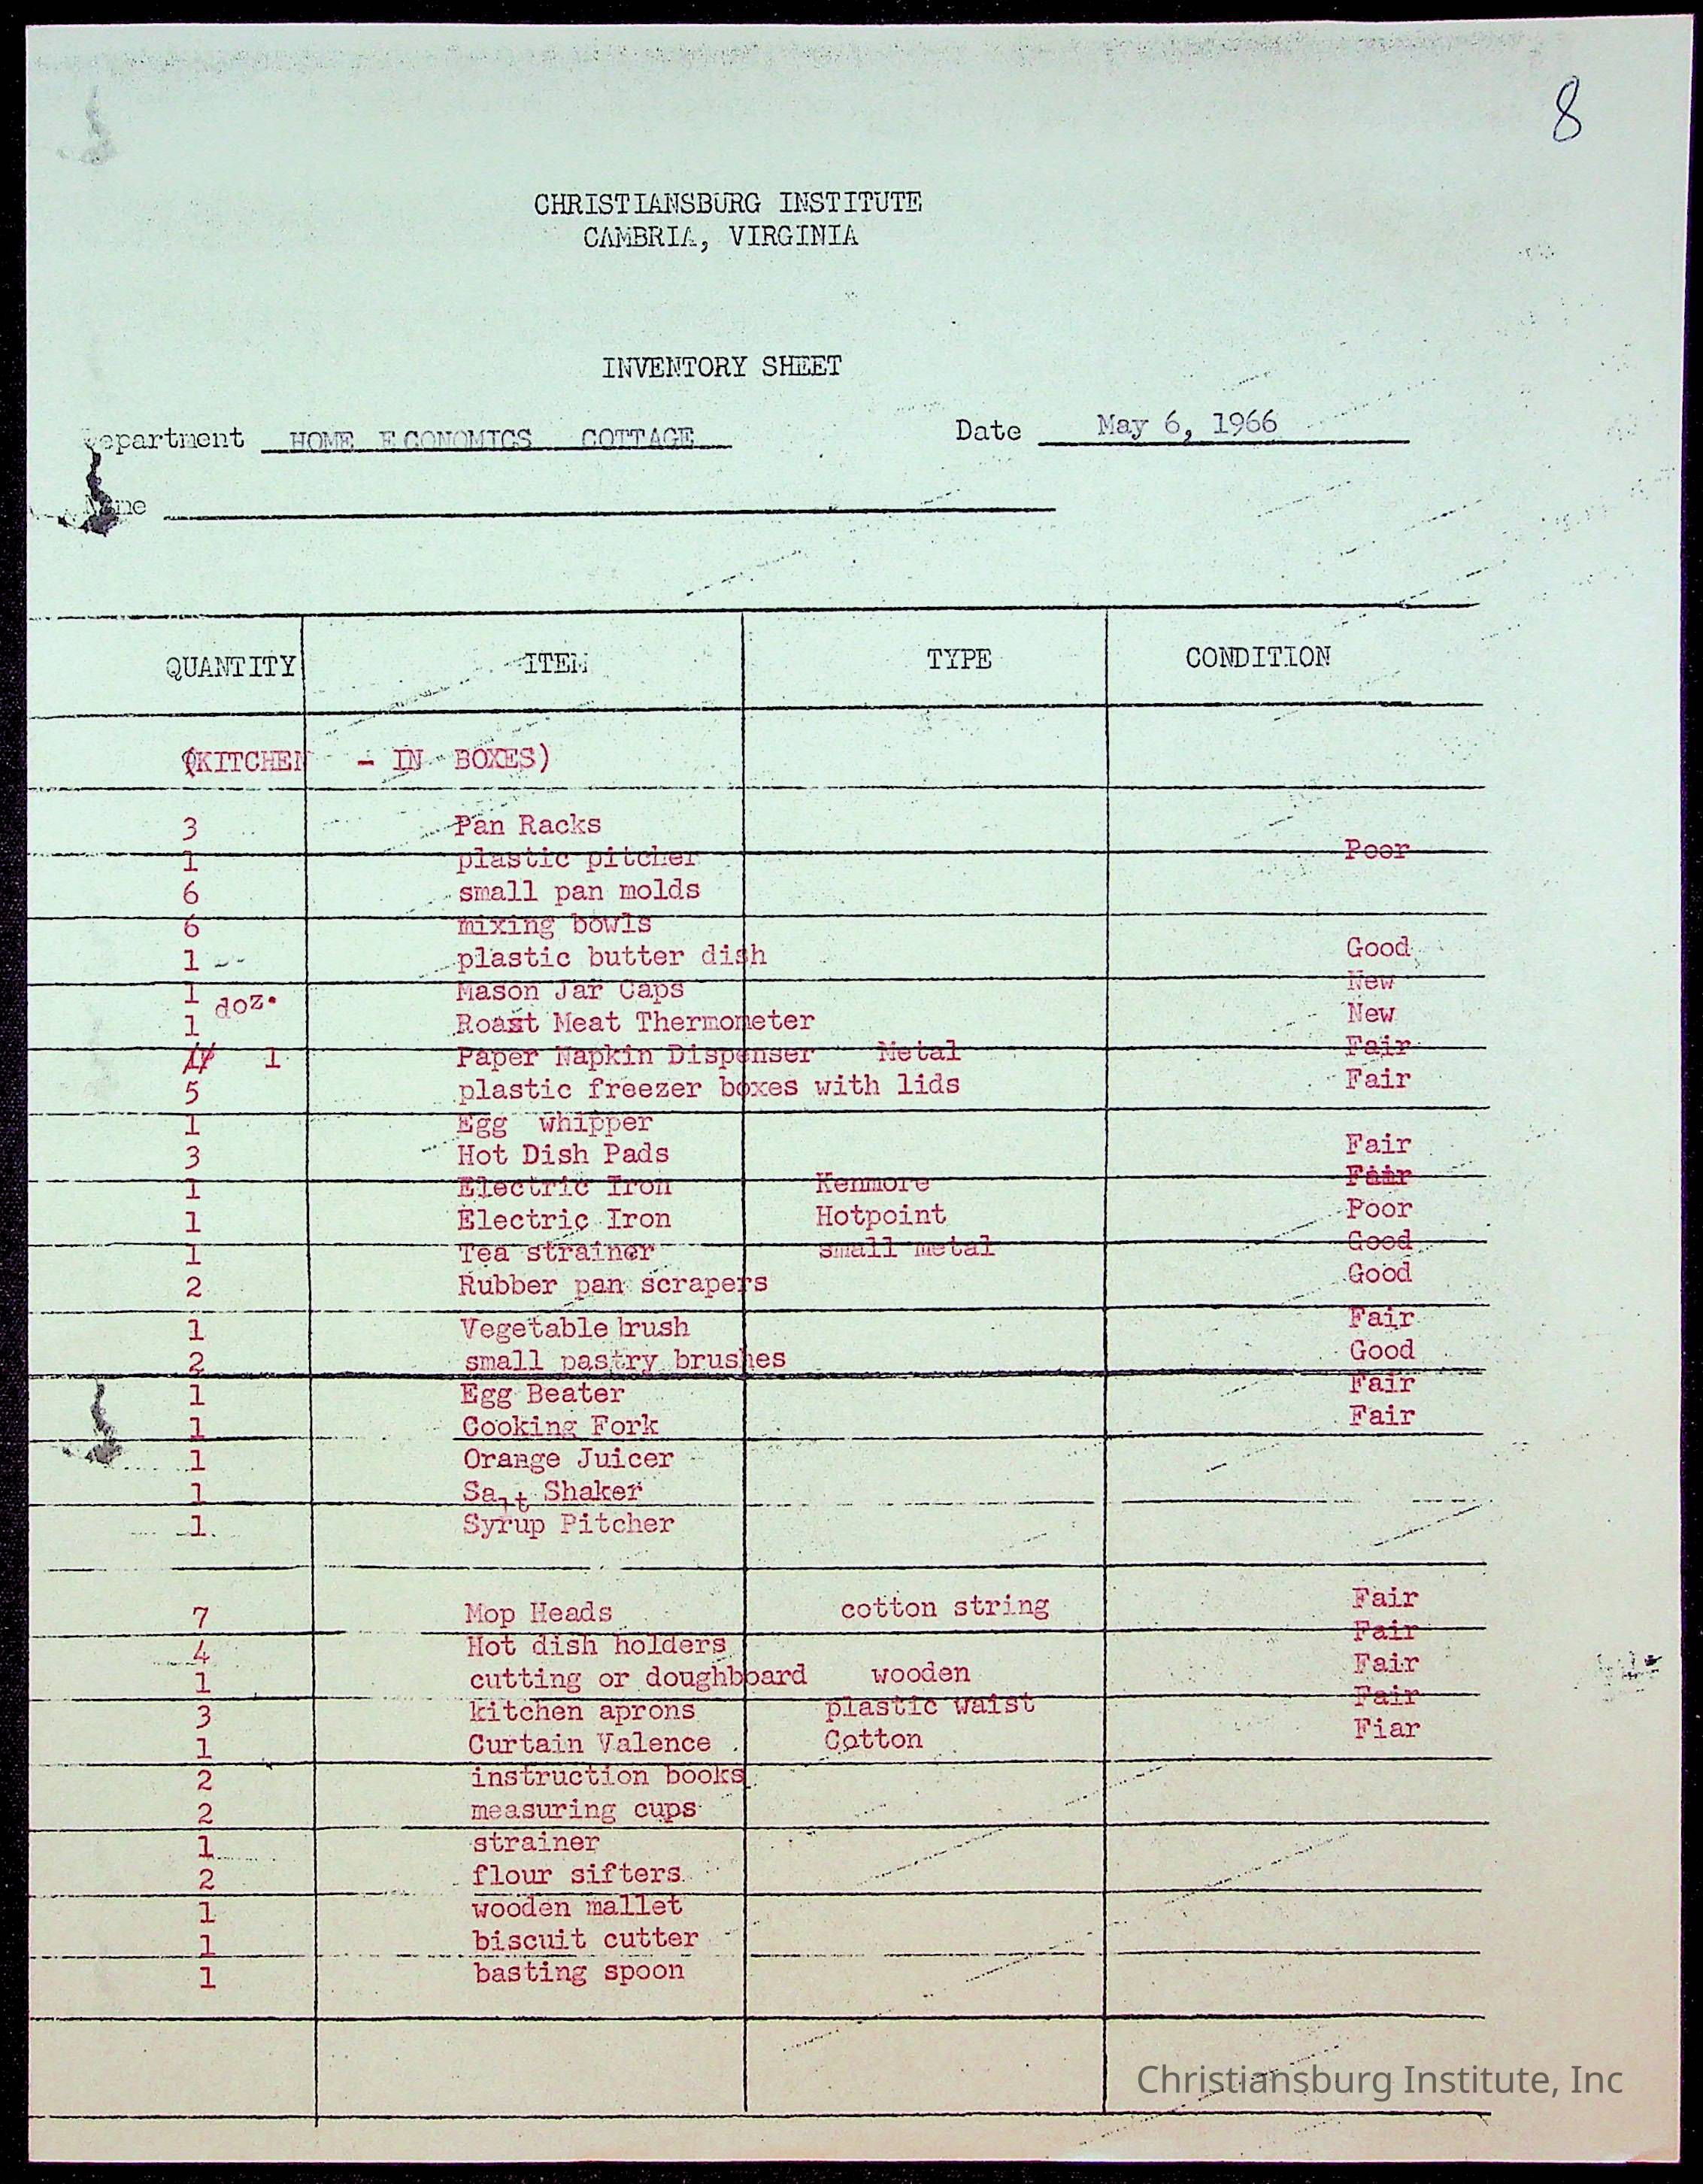 8
CHRISTIANSBURG INSTITUTE
CAMBRIA, VIRGINIA
INVENTORY SHEET
Department HOME ECONOMICS COTTAGE Date May 6, 1966
Name
QUANTITY ITEM TYPE CONDITION
(KITCHEN - IN BOXES)
3 Pan Racks
1 plastic pitcher Poor
6 small pan molds
6 mixing bowls
1 plastic butter dish Good
1 doz. Mason Jar Caps New
1 Roast Meat Thermometer New
1 Paper Napkin Dispenser Metal Fair
5 plastic freezer boxes with lids Fair
1 Egg whipper
3 Hot Dish Pads Fair
1 Electric Iron Kenmore Fair
1 Electric Iron Hotpoint Poor
1 Tea strainer small metal Good
2 Rubber pan scrapers Good
1 Vegetable brush Fair
2 small pastry brushes Good
1 Egg Beater Fair
1 Cooking Fork Fair
1 Orange Juicer
1 Salt Shaker
1 Syrup Pitcher
7 Mop Heads cotton string Fair
4 Hot dish holders Fair
1 cutting or doughboard wooden Fair
3 kitchen aprons plastic waist Fair
1 Curtain Valence Cotton Fiar
2 instruction books
2 measuring cups
1 strainer
2 flour sifters
1 wooden mallet
1 biscuit cutter
1 basting spoon
Christiansburg Institute, Inc